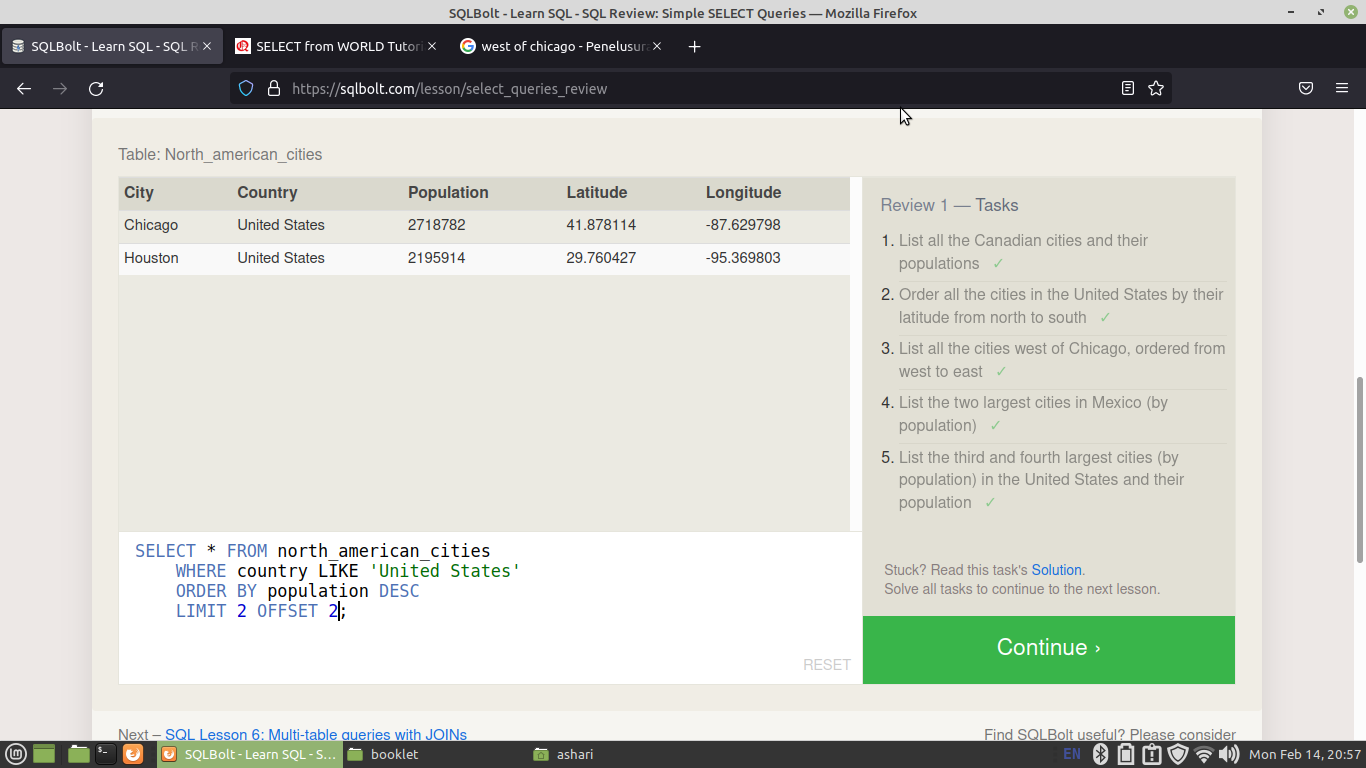 SQLBolt - Learn SQL - SQL Review: Simple SELECT Queries — Mozilla Firefox
SQLBolt - Learn SQL - SQL R
SELECT from WORLD Tutori
west of chicago - Penelusur
https://sqlbolt.com/lesson/select_queries_review
Table: North_american_cities
City Country Population Latitude Longitude
Chicago United States 2718782 41.878114 -87.629798
Houston United States 2195914 29.760427 -95.369803
Review 1 — Tasks
1. List all the Canadian cities and their
populations ✓
2. Order all the cities in the United States by their
latitude from north to south ✓
3. List all the cities west of Chicago, ordered from
west to east ✓
4. List the two largest cities in Mexico (by
population) ✓
5. List the third and fourth largest cities (by
population) in the United States and their
population ✓
Stuck? Read this task's Solution.
Solve all tasks to continue to the next lesson.
Continue ›
SELECT * FROM north_american_cities
WHERE country LIKE 'United States'
ORDER BY population DESC
LIMIT 2 OFFSET 2;
RESET
Next – SQL Lesson 6: Multi-table queries with JOINs
Find SQLBolt useful? Please consider
SQLBolt - Learn SQL - S...
booklet
ashari
EN
Mon Feb 14, 20:57